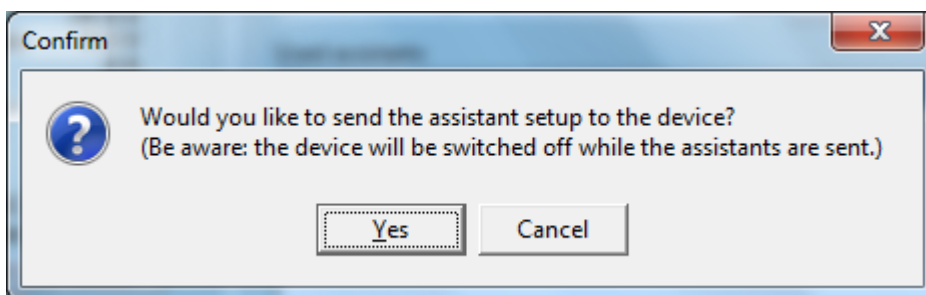 Confirm
Would you like to send the assistant setup to the device?
(Be aware: the device will be switched off while the assistants are sent.)
Yes
Cancel